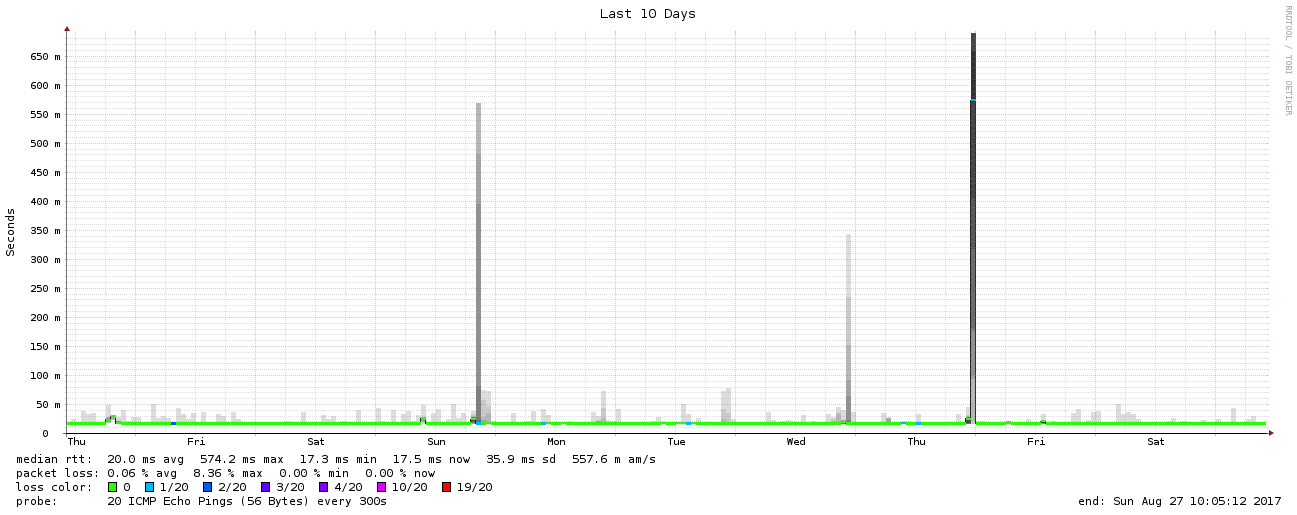 Last 10 Days
RRDTOOL / TOBI OETIKER
Seconds
650 m
600 m
550 m
500 m
450 m
400 m
350 m
300 m
250 m
200 m
150 m
100 m
50 m
0
Thu Fri Sat Sun Mon Tue Wed Thu Fri Sat
median rtt: 20.0 ms avg 574.2 ms max 17.3 ms min 17.5 ms now 35.9 ms sd 557.6 m am/s
packet loss: 0.06 % avg 8.36 % max 0.00 % min 0.00 % now
loss color: 0 1/20 2/20 3/20 4/20 10/20 19/20
probe: 20 ICMP Echo Pings (56 Bytes) every 300s end: Sun Aug 27 10:05:12 2017